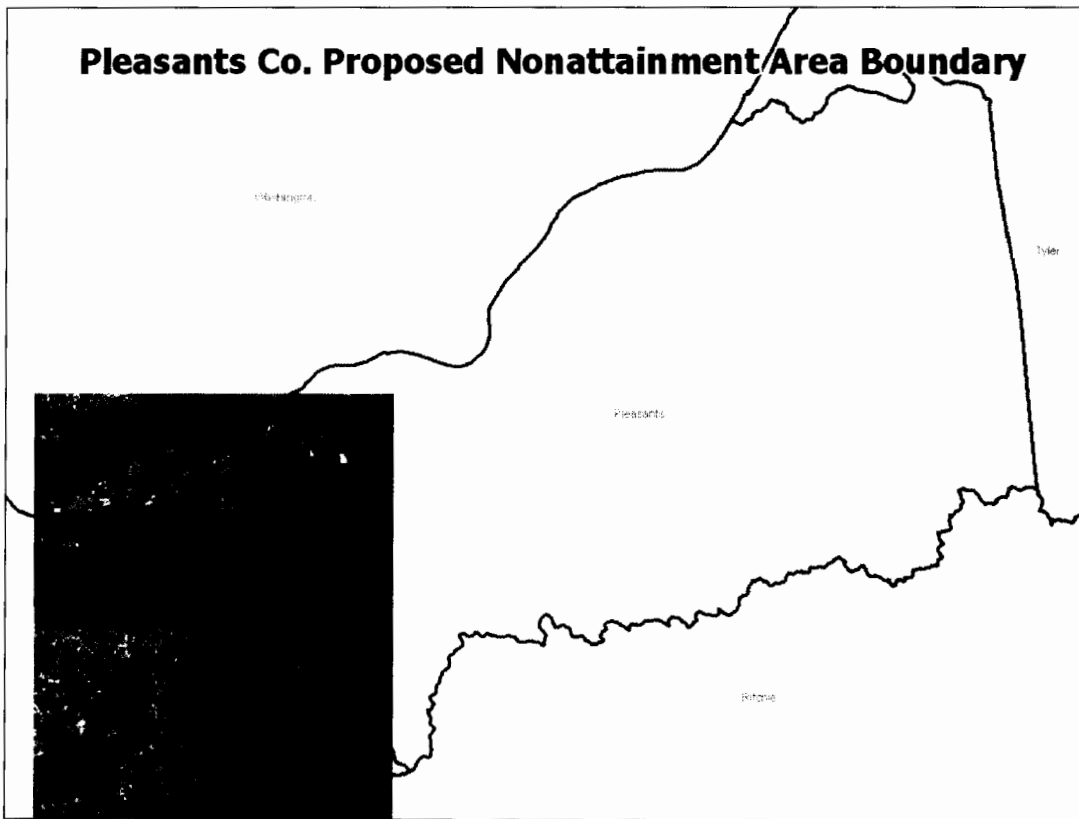 Pleasants Co. Proposed Nonattainment Area Boundary
Washington
Tyler
Pleasants
Ritchie